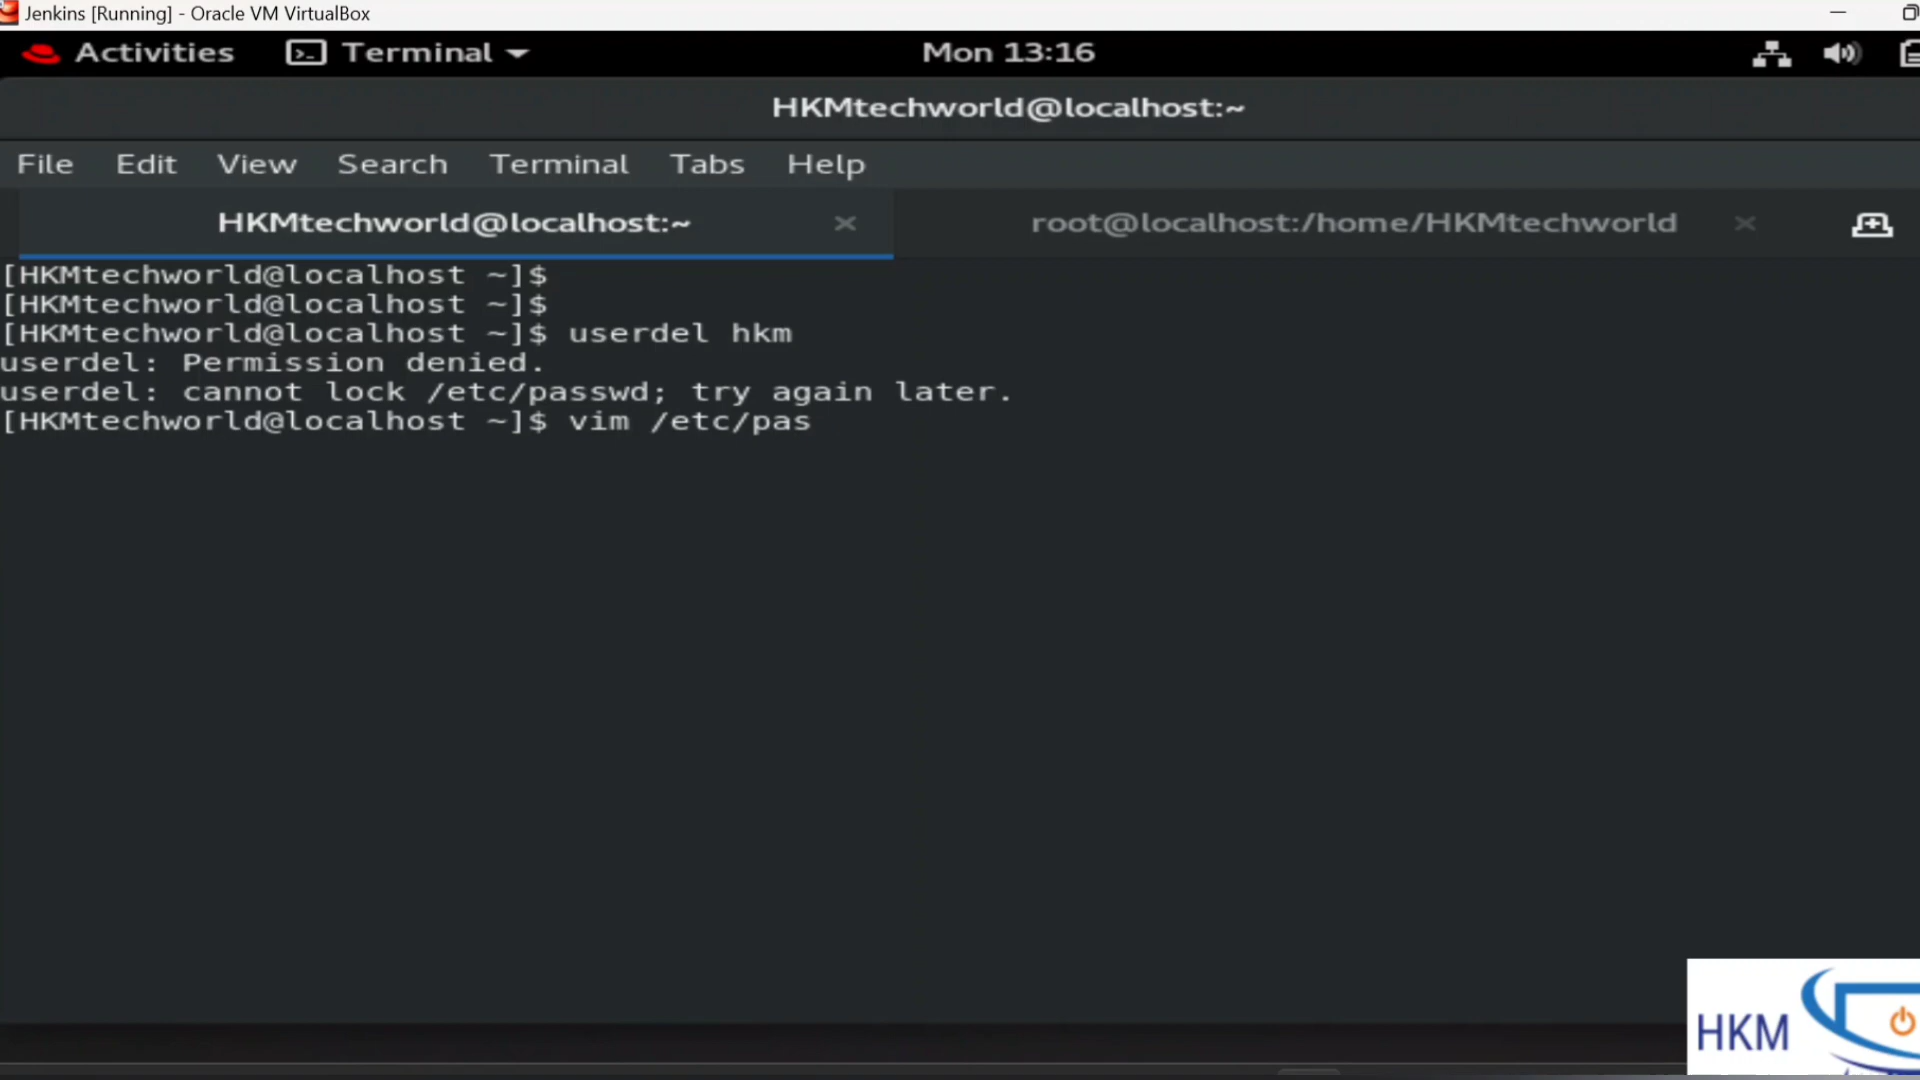 Jenkins [Running] - Oracle VM VirtualBox
Activities Terminal Mon 13:16
HKMtechworld@localhost:~
File Edit View Search Terminal Tabs Help
HKMtechworld@localhost:~ root@localhost:/home/HKMtechworld
[HKMtechworld@localhost ~]$
[HKMtechworld@localhost ~]$
[HKMtechworld@localhost ~]$ userdel hkm
userdel: Permission denied.
userdel: cannot lock /etc/passwd; try again later.
[HKMtechworld@localhost ~]$ vim /etc/pas
HKM